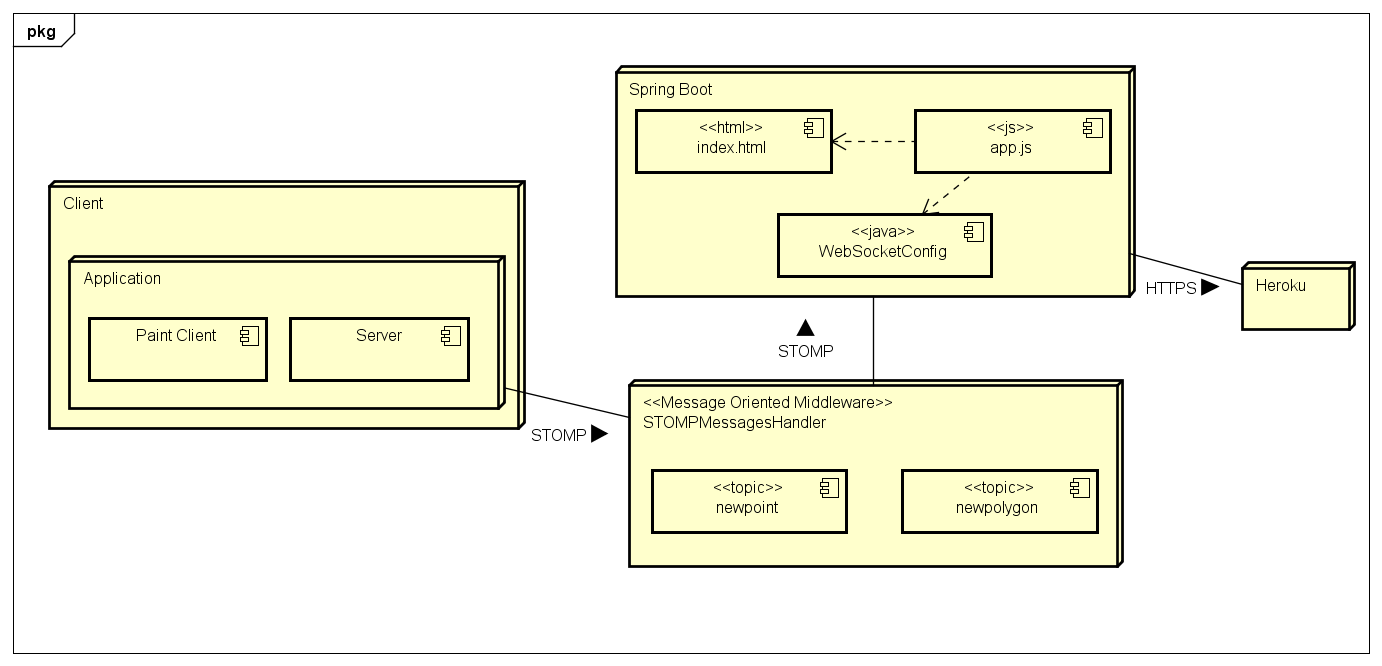 pkg
Spring Boot
<<html>>
index.html
<<js>>
app.js
<<java>>
WebSocketConfig
Client
Application
Paint Client
Server
HTTPS
Heroku
STOMP
STOMP
<<Message Oriented Middleware>>
STOMPMessagesHandler
<<topic>>
newpoint
<<topic>>
newpolygon